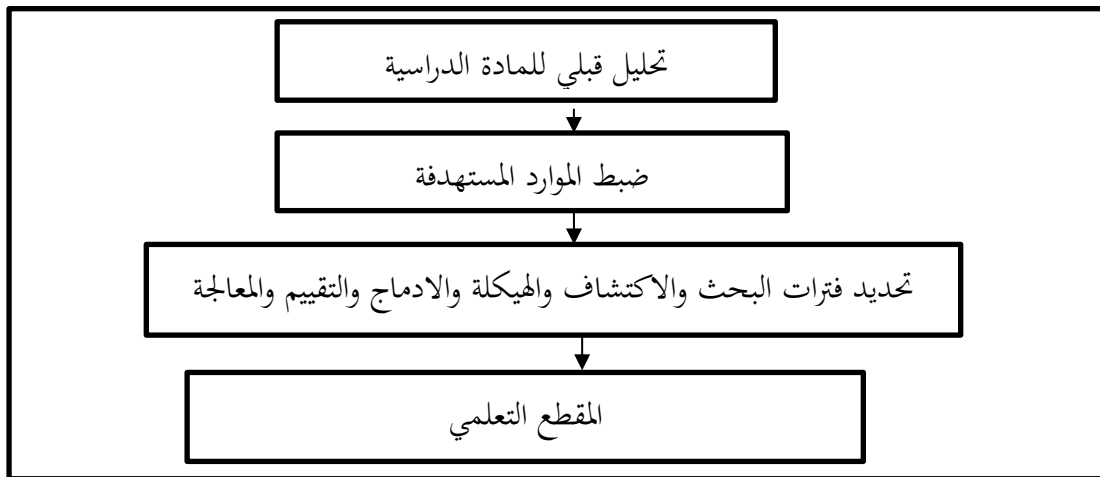 تحليل قبلي للمادة الدراسية
ضبط الموارد المستهدفة
تحديد فترات البحث والاكتشاف والهيكلة والادماج والتقييم والمعالجة
المقطع التعلمي